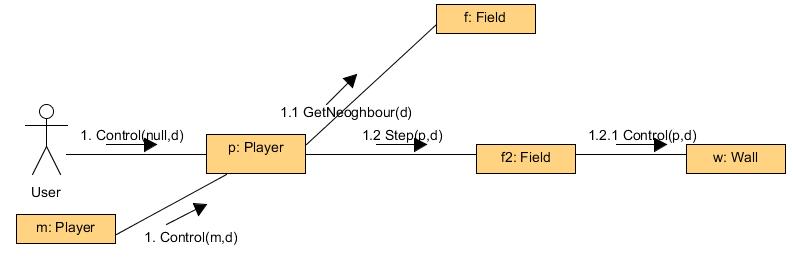 f: Field
1.1 GetNeoghbour(d)
1. Control(null,d)
p: Player
1.2 Step(p,d)
f2: Field
1.2.1 Control(p,d)
w: Wall
User
m: Player
1. Control(m,d)